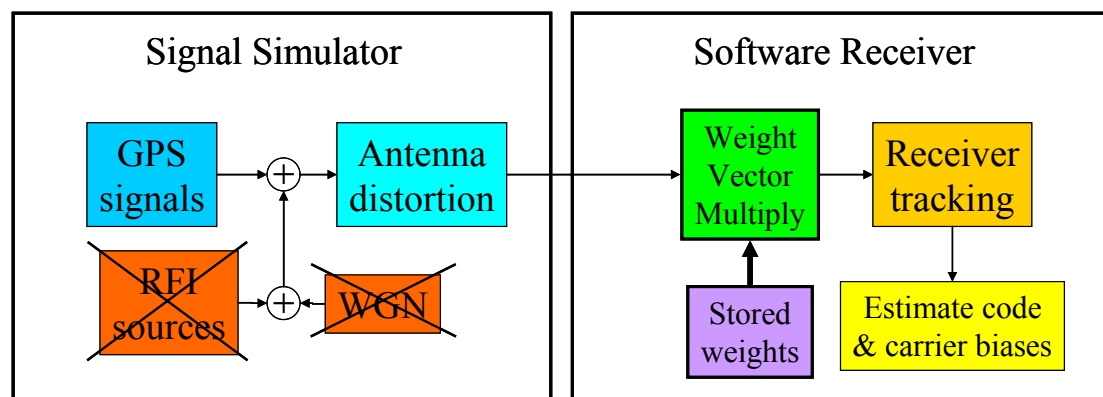 Signal Simulator
Software Receiver
GPS
signals
+
Antenna
distortion
Weight
Vector
Multiply
Receiver
tracking
RFI
sources
+
WGN
Stored
weights
Estimate code
& carrier biases